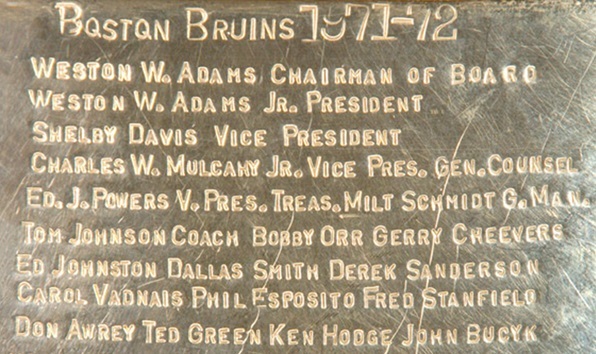 BQSTQN BRUINS 1971-72
WESTON W. ADAMS CHAIRMAN OF BOARD
WESTON W. ADAMS JR. PRESIDENT
SHELBY DAVIS VICE PRESIDENT
CHARLES W. MULCAHY JR. VICE PRES. GEN. COUNSEL
ED. J. POWERS V. PRES. TREAS. MILT SCHMIDT G. MAN.
TOM JOHNSON COACH BOBBY ORR GERRY CHEEVERS
ED JOHNSTON DALLAS SMITH DEREK SANDERSON
CAROL VADNAIS PHIL ESPOSITO FRED STANFIELD
DON AWREY TED GREEN KEN HODGE JOHN BUCYK